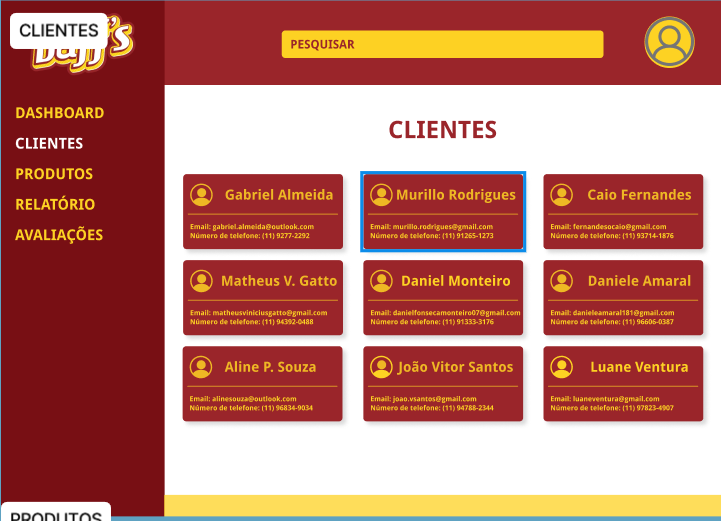 CLIENTES
PESQUISAR
DASHBOARD
CLIENTES
PRODUTOS
RELATÓRIO
AVALIAÇÕES
CLIENTES
Gabriel Almeida
Email: gabriel.almeida@outlook.com
Número de telefone: (11) 9277-2292
Murillo Rodrigues
Email: murillo.rodrigues@gmail.com
Número de telefone: (11) 91265-1273
Caio Fernandes
Email: fernandesocaio@gmail.com
Número de telefone: (11) 93714-1876
Matheus V. Gatto
Email: matheusviniciusgatto@gmail.com
Número de telefone: (11) 94392-0488
Daniel Monteiro
Email: danielfonsecamonteiro07@gmail.com
Número de telefone: (11) 91333-3176
Daniele Amaral
Email: danieleamaral181@gmail.com
Número de telefone: (11) 96606-0387
Aline P. Souza
Email: alinesouza@outlook.com
Número de telefone: (11) 96834-9034
João Vitor Santos
Email: joao.vsantos@gmail.com
Número de telefone: (11) 94788-2344
Luane Ventura
Email: luaneventura@gmail.com
Número de telefone: (11) 97823-4907
PRODUTOS